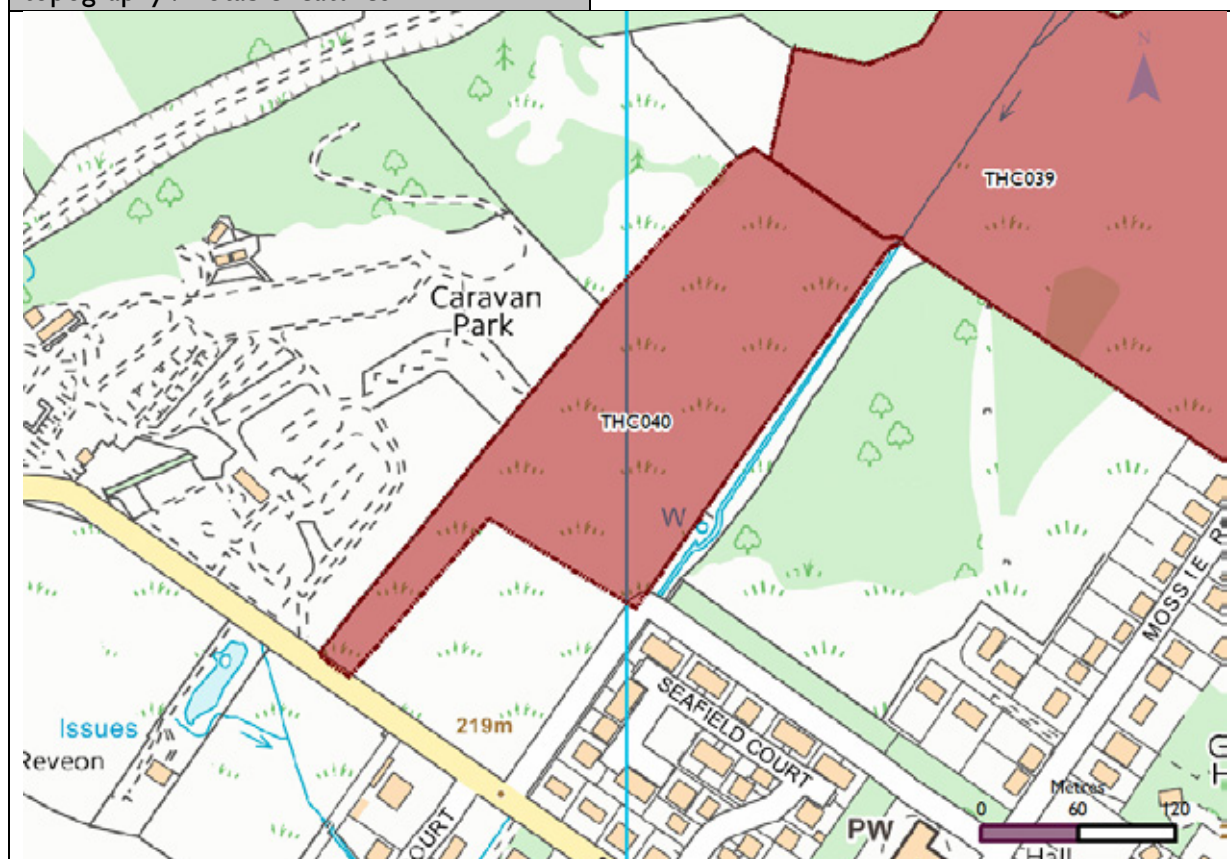 N
THC039
Caravan
Park
THC040
W
MOSSIE R
SEAFIELD COURT
219m
Issues
Reveon
COURT
PW
Metres
0 60 120
Hall